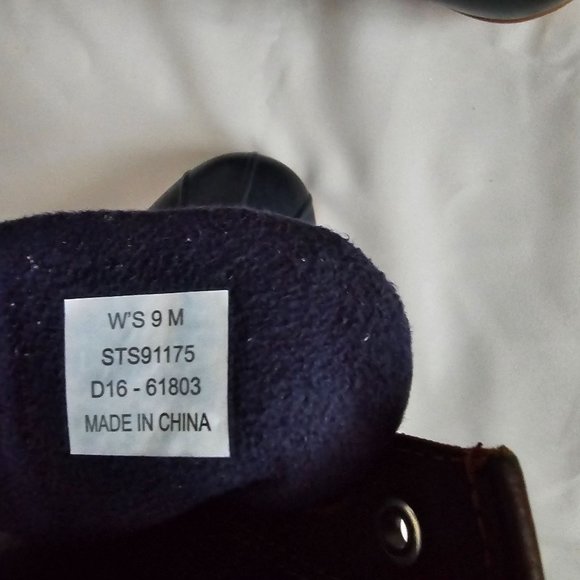 W'S 9 M
STS91175
D16 - 61803
MADE IN CHINA